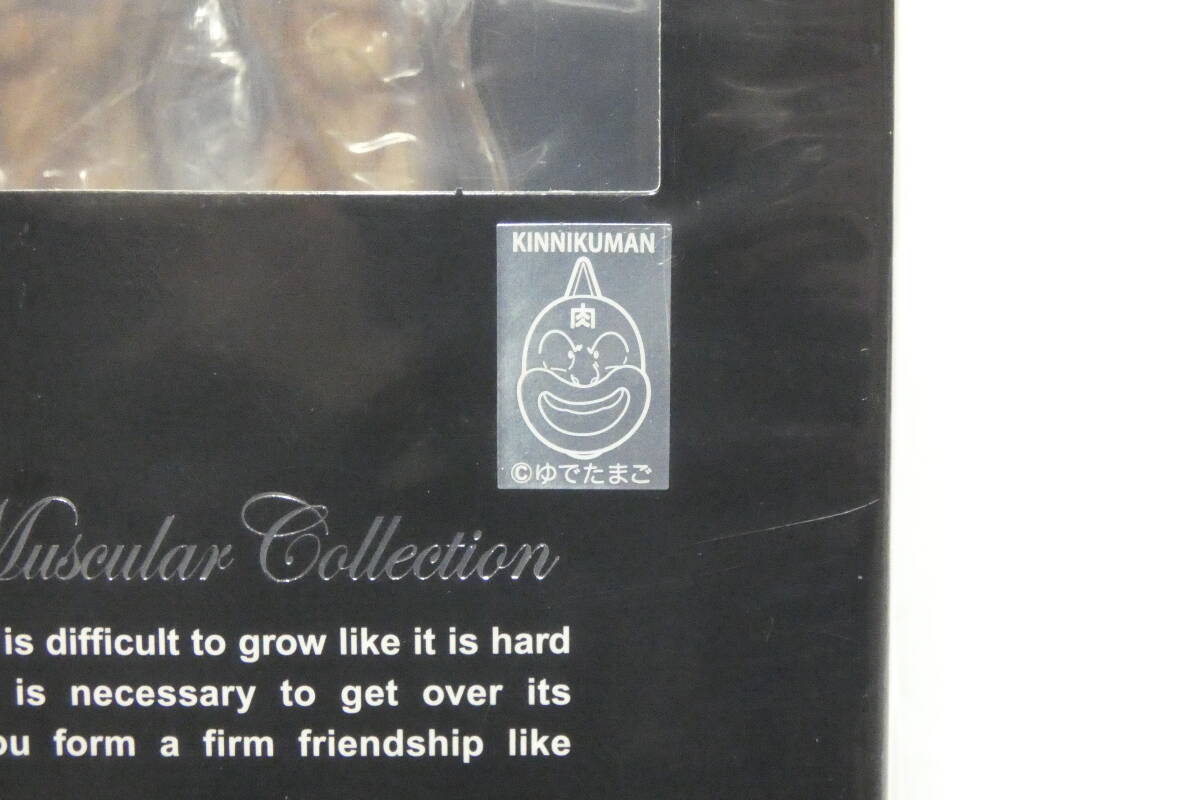 KINNIKUMAN
肉
©ゆでたまご
Muscular Collection
is difficult to grow like it is hard
is necessary to get over its
form a firm friendship like